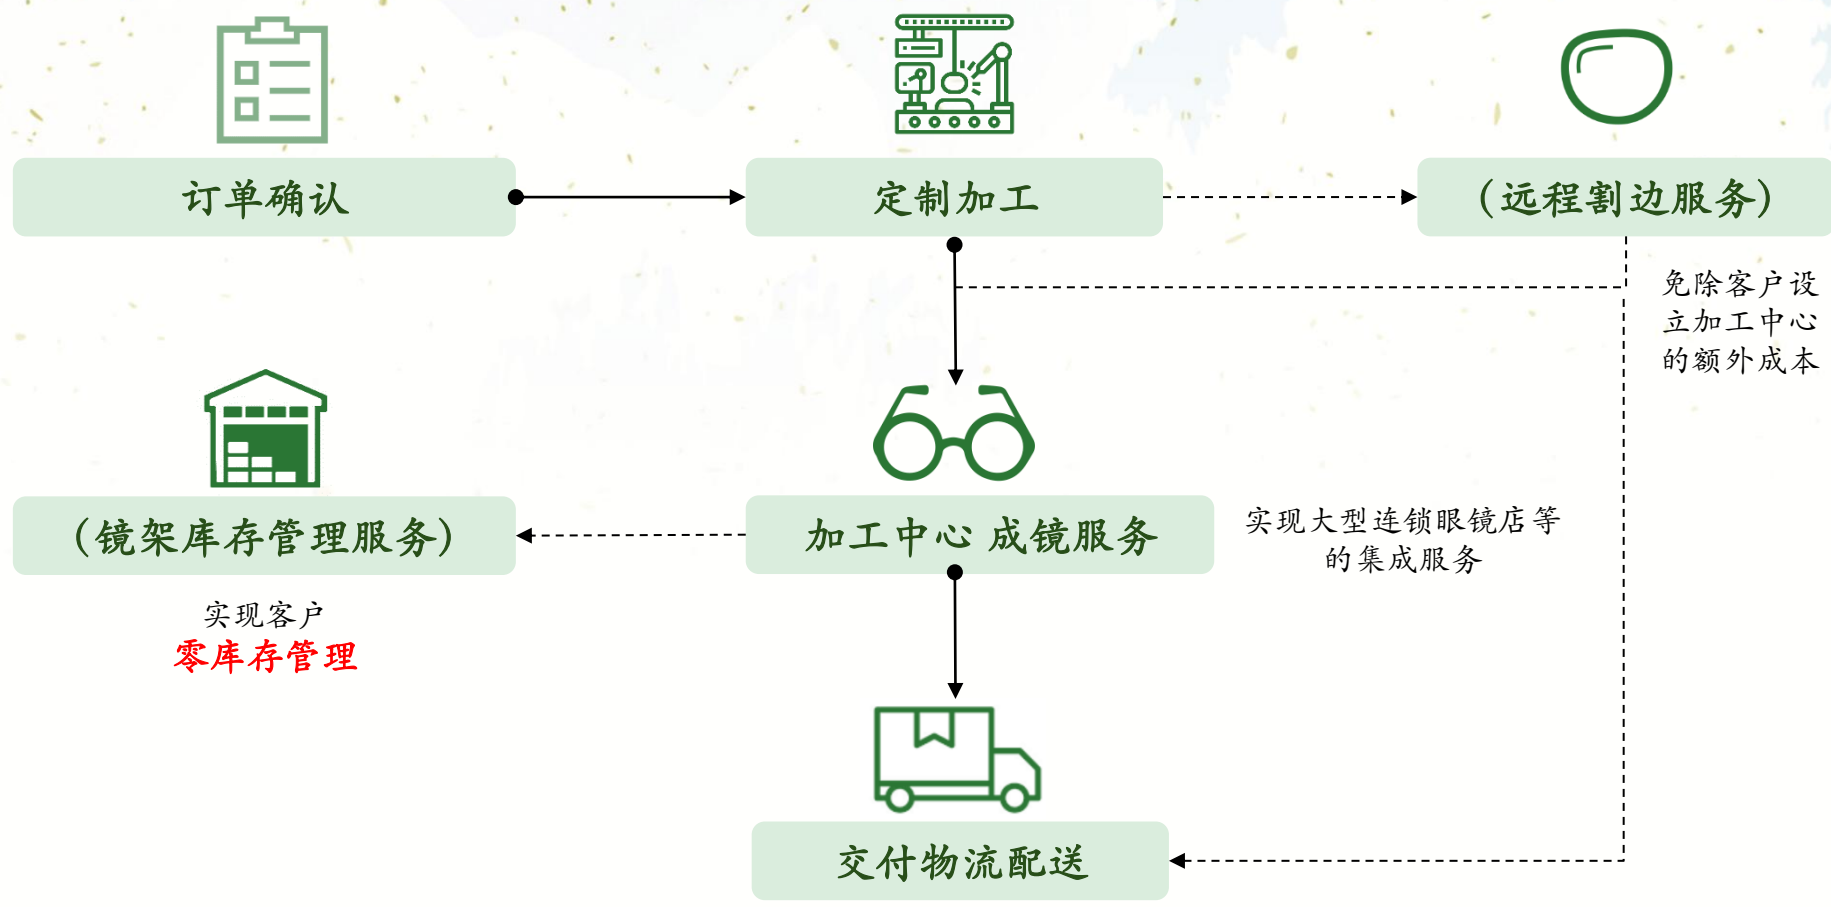 订单确认
定制加工
(远程割边服务)
免除客户设
立加工中心
的额外成本
(镜架库存管理服务)
加工中心 成镜服务
实现大型连锁眼镜店等
的集成服务
实现客户
零库存管理
交付物流配送